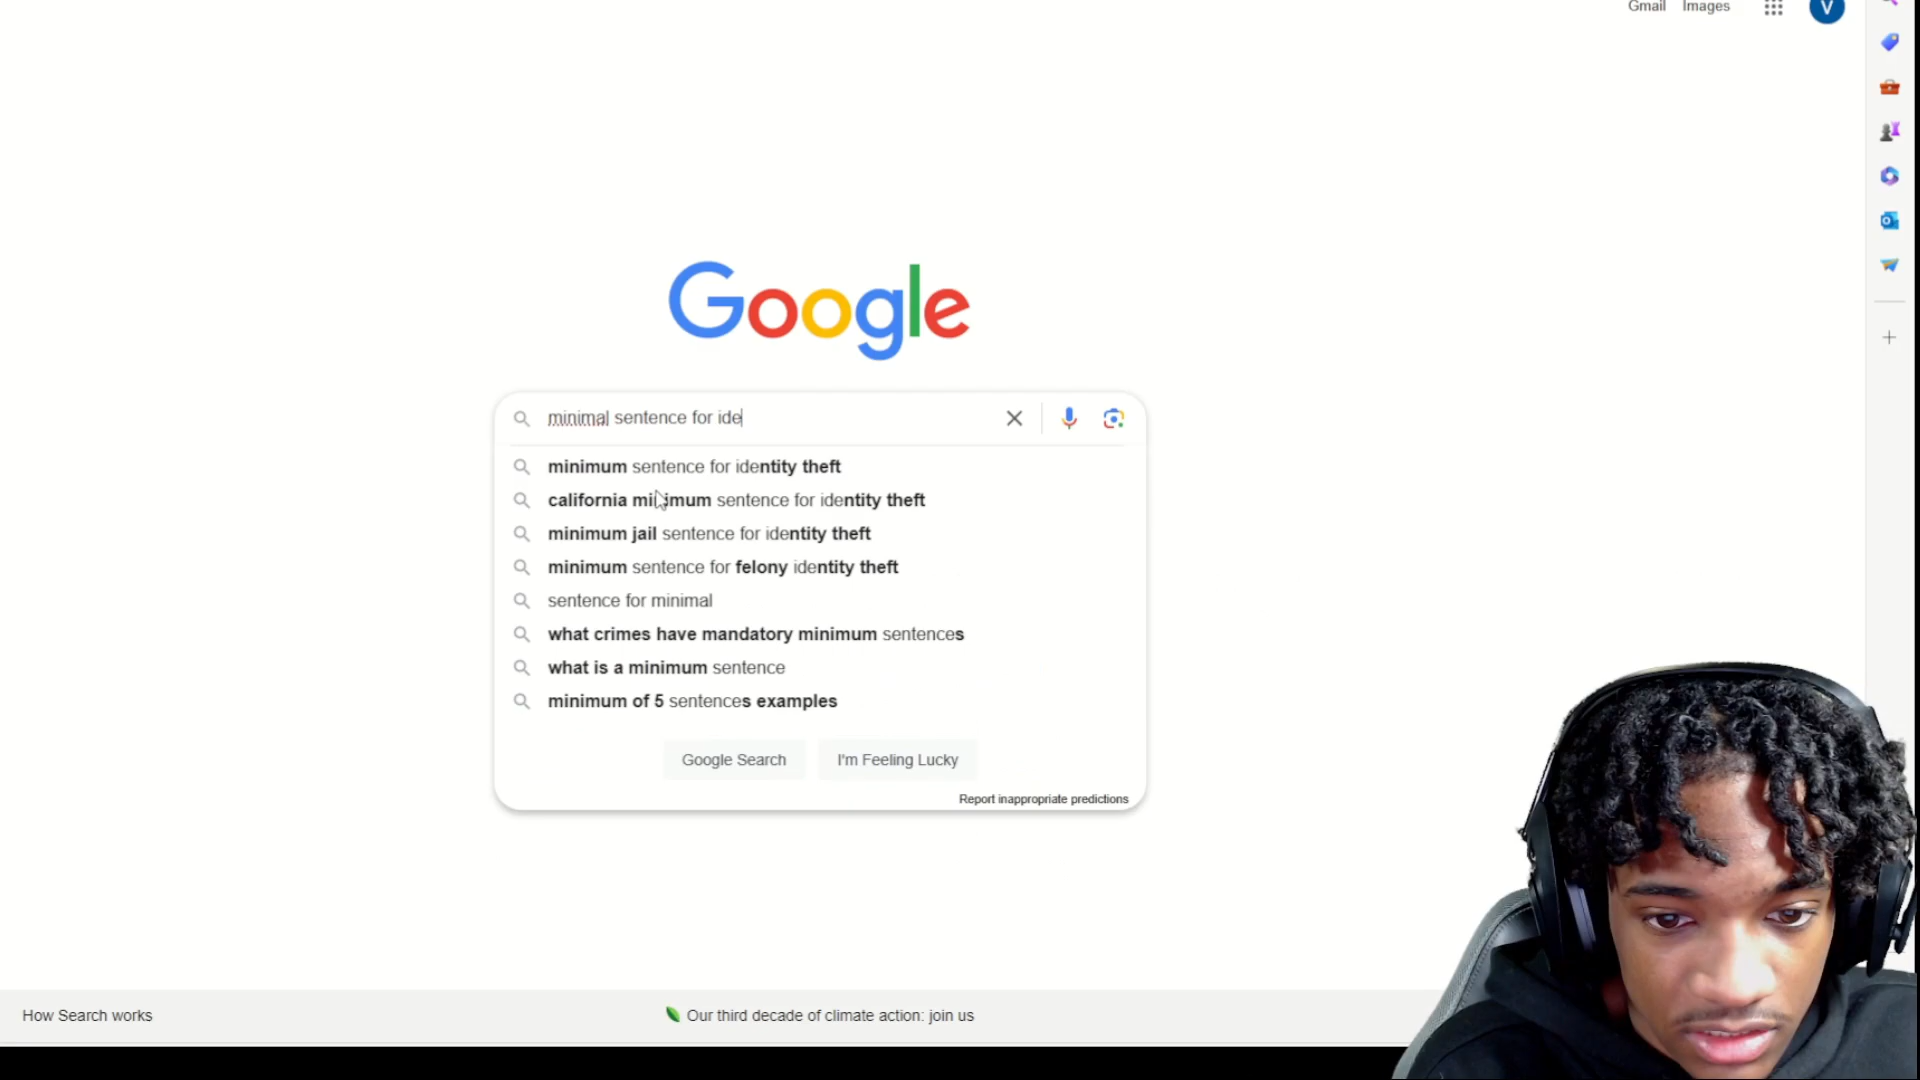 Gmail Images V
Google
minimal sentence for ide
minimum sentence for identity theft
california minimum sentence for identity theft
minimum jail sentence for identity theft
minimum sentence for felony identity theft
sentence for minimal
what crimes have mandatory minimum sentences
what is a minimum sentence
minimum of 5 sentences examples
Google Search I'm Feeling Lucky
Report inappropriate predictions
How Search works Our third decade of climate action: join us